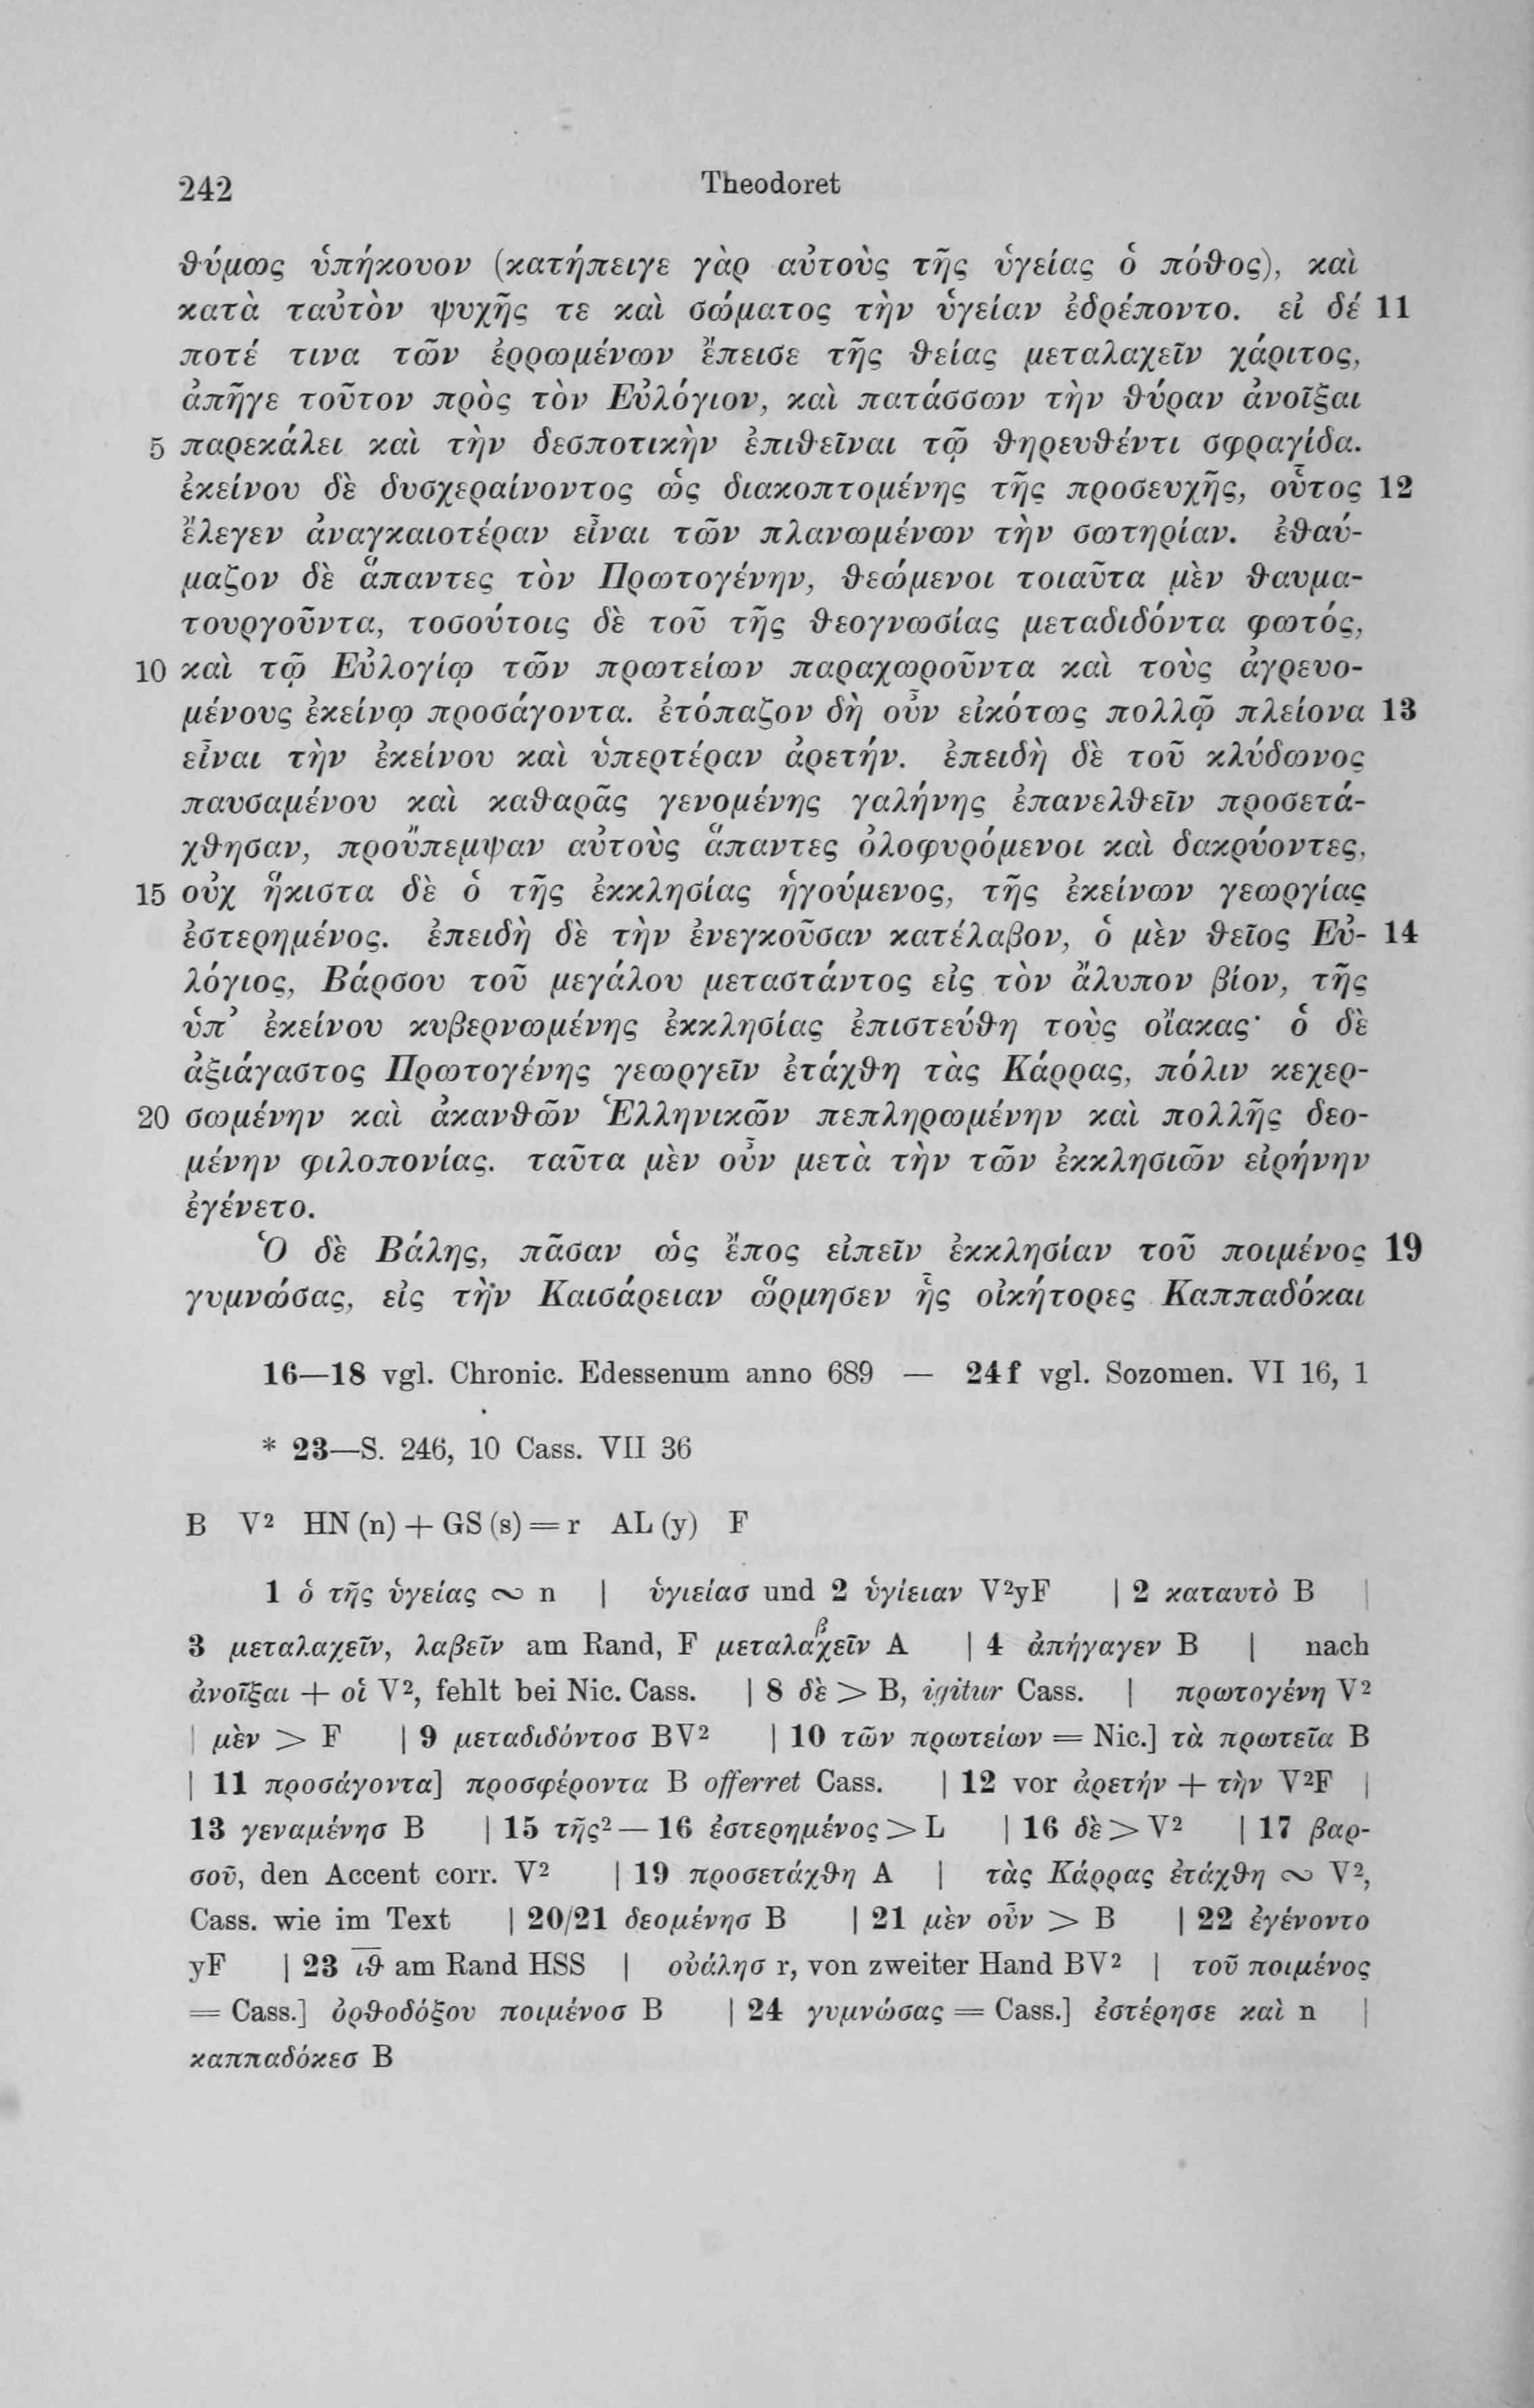 242 Theodoret
θύμως ὑπήκουον (κατήπειγε γὰρ αὐτοὺς τῆς ὑγείας ὁ πόθος), καὶ
κατὰ ταὐτὸν ψυχῆς τε καὶ σώματος τὴν ὑγείαν ἐδρέποντο. εἰ δέ 11
ποτέ τινα τῶν ἐρρωμένων ἔπεισε τῆς θείας μεταλαχεῖν χάριτος,
ἀπῆγε τοῦτον πρὸς τὸν Εὐλόγιον, καὶ πατάσσων τὴν θύραν ἀνοῖξαι
5 παρεκάλει καὶ τὴν δεσποτικὴν ἐπιθεῖναι τῷ θηρευθέντι σφραγίδα.
ἐκείνου δὲ δυσχεραίνοντος ὡς διακοπτομένης τῆς προσευχῆς, οὗτος 12
ἔλεγεν ἀναγκαιοτέραν εἶναι τῶν πλανωμένων τὴν σωτηρίαν. ἐθαύ-
μαζον δὲ ἅπαντες τὸν Πρωτογένην, θεώμενοι τοιαῦτα μὲν θαυμα-
τουργοῦντα, τοσούτοις δὲ τοῦ τῆς θεογνωσίας μεταδιδόντα φωτός,
10 καὶ τῷ Εὐλογίῳ τῶν πρωτείων παραχωροῦντα καὶ τοὺς ἀγρευο-
μένους ἐκείνῳ προσάγοντα. ἐτόπαζον δὴ οὖν εἰκότως πολλῷ πλείονα 13
εἶναι τὴν ἐκείνου καὶ ὑπερτέραν ἀρετήν. ἐπειδὴ δὲ τοῦ κλύδωνος
παυσαμένου καὶ καθαρᾶς γενομένης γαλήνης ἐπανελθεῖν προσετά-
χθησαν, προὔπεμψαν αὐτοὺς ἅπαντες ὀλοφυρόμενοι καὶ δακρύοντες,
15 οὐχ ἥκιστα δὲ ὁ τῆς ἐκκλησίας ἡγούμενος, τῆς ἐκείνων γεωργίας
ἐστερημένος. ἐπειδὴ δὲ τὴν ἐνεγκοῦσαν κατέλαβον, ὁ μὲν θεῖος Εὐ- 14
λόγιος, Βάρσου τοῦ μεγάλου μεταστάντος εἰς τὸν ἄλυπον βίον, τῆς
ὑπ' ἐκείνου κυβερνωμένης ἐκκλησίας ἐπιστεύθη τοὺς οἴακας· ὁ δὲ
ἀξιάγαστος Πρωτογένης γεωργεῖν ἐτάχθη τὰς Κάρρας, πόλιν κεχερ-
20 σωμένην καὶ ἀκανθῶν Ἑλληνικῶν πεπληρωμένην καὶ πολλῆς δεο-
μένην φιλοπονίας. ταῦτα μὲν οὖν μετὰ τὴν τῶν ἐκκλησιῶν εἰρήνην
ἐγένετο.
Ὁ δὲ Βάλης, πᾶσαν ὡς ἔπος εἰπεῖν ἐκκλησίαν τοῦ ποιμένος 19
γυμνώσας, εἰς τὴν Καισάρειαν ὥρμησεν ἧς οἰκήτορες Καππαδόκαι
16—18 vgl. Chronic. Edessenum anno 689 — 24f vgl. Sozomen. VI 16, 1
* 23—S. 246, 10 Cass. VII 36
B V² HN (n) + GS (s) = r AL (y) F
1 ὁ τῆς ὑγείας ∾ n | ὑγιείασ und 2 ὑγίειαν V²yF | 2 καταυτὸ B |
3 μεταλαχεῖν, λαβεῖν am Rand, F μεταλαχ̔εῖν A | 4 ἀπήγαγεν B | nach
ἀνοῖξαι + οἱ V², fehlt bei Nic. Cass. | 8 δὲ > B, igitur Cass. | πρωτογένη V²
| μὲν > F | 9 μεταδιδόντοσ BV² | 10 τῶν πρωτείων = Nic.] τὰ πρωτεῖα B
| 11 προσάγοντα] προσφέροντα B offerret Cass. | 12 vor ἀρετήν + τὴν V²F |
13 γεναμένησ B | 15 τῆς² — 16 ἐστερημένος > L | 16 δὲ > V² | 17 βαρ-
σοῦ, den Accent corr. V² | 19 προσετάχθη A | τὰς Κάρρας ἐτάχθη ∾ V²,
Cass. wie im Text | 20/21 δεομένησ B | 21 μὲν οὖν > B | 22 ἐγένοντο
yF | 23 ιθ am Rand HSS | οὐάλησ r, von zweiter Hand BV² | τοῦ ποιμένος
= Cass.] ὀρθοδόξου ποιμένοσ B | 24 γυμνώσας = Cass.] ἐστέρησε καὶ n |
καππαδόκεσ B